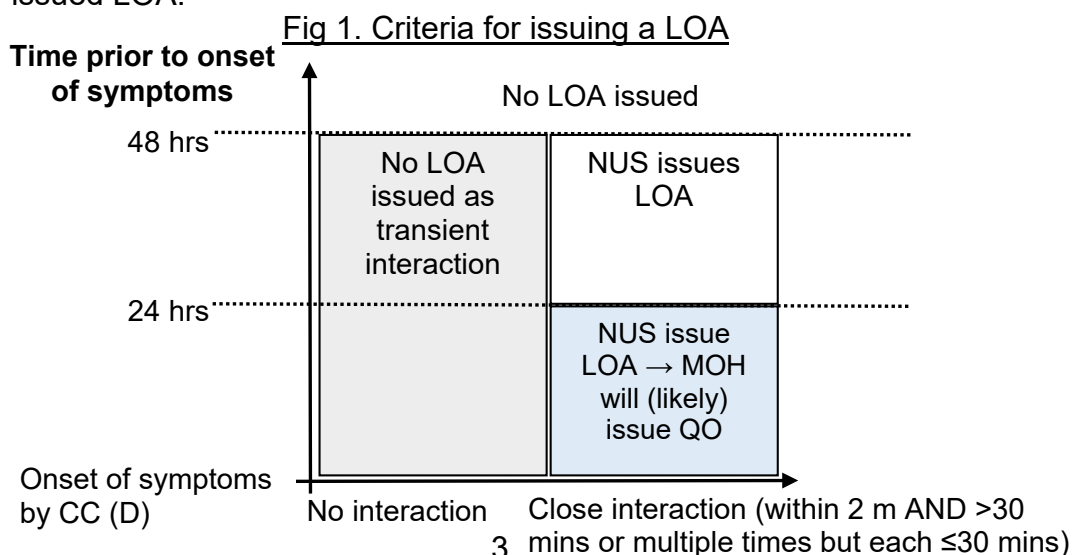 issued LOA.
Fig 1. Criteria for issuing a LOA
Time prior to onset
of symptoms
No LOA issued
48 hrs
No LOA
issued as
transient
interaction
NUS issues
LOA
24 hrs
NUS issue
LOA → MOH
will (likely)
issue QO
Onset of symptoms
by CC (D)
No interaction
Close interaction (within 2 m AND >30
mins or multiple times but each ≤30 mins)
3